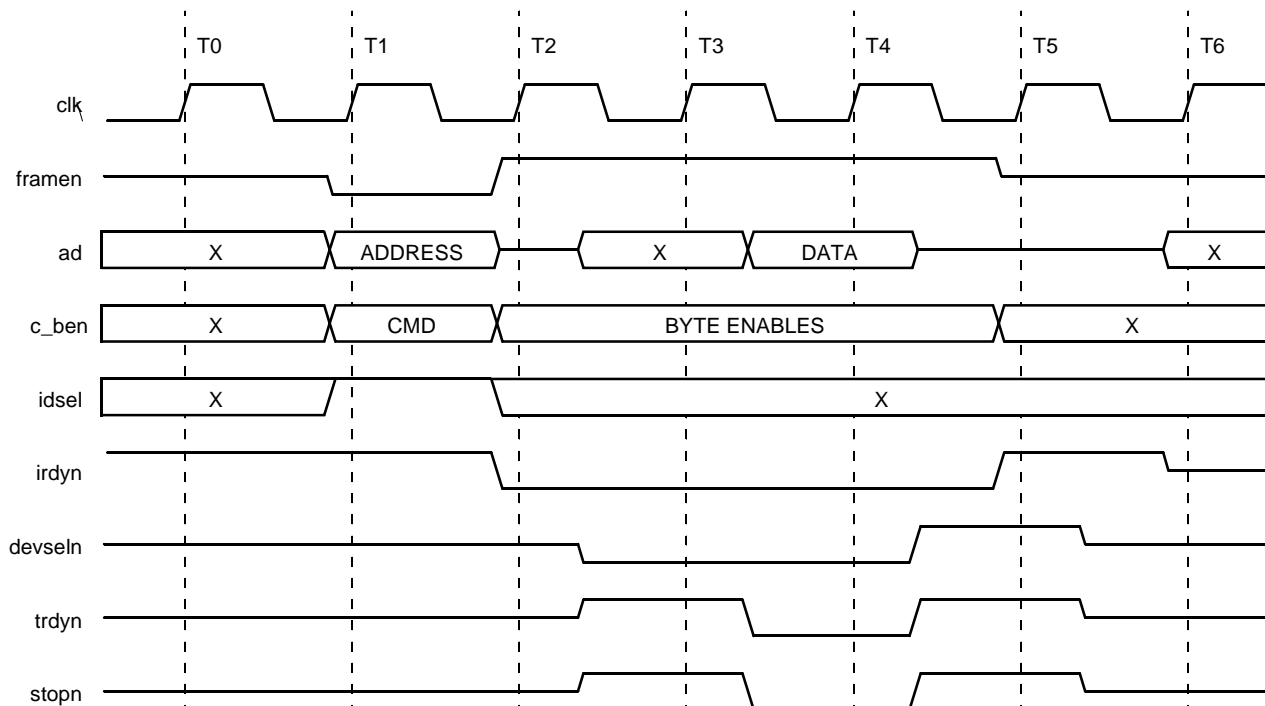 T0 T1 T2 T3 T4 T5 T6
clk
framen
ad X ADDRESS X DATA X
c_ben X CMD BYTE ENABLES X
idsel X X
irdyn
devseln
trdyn
stopn